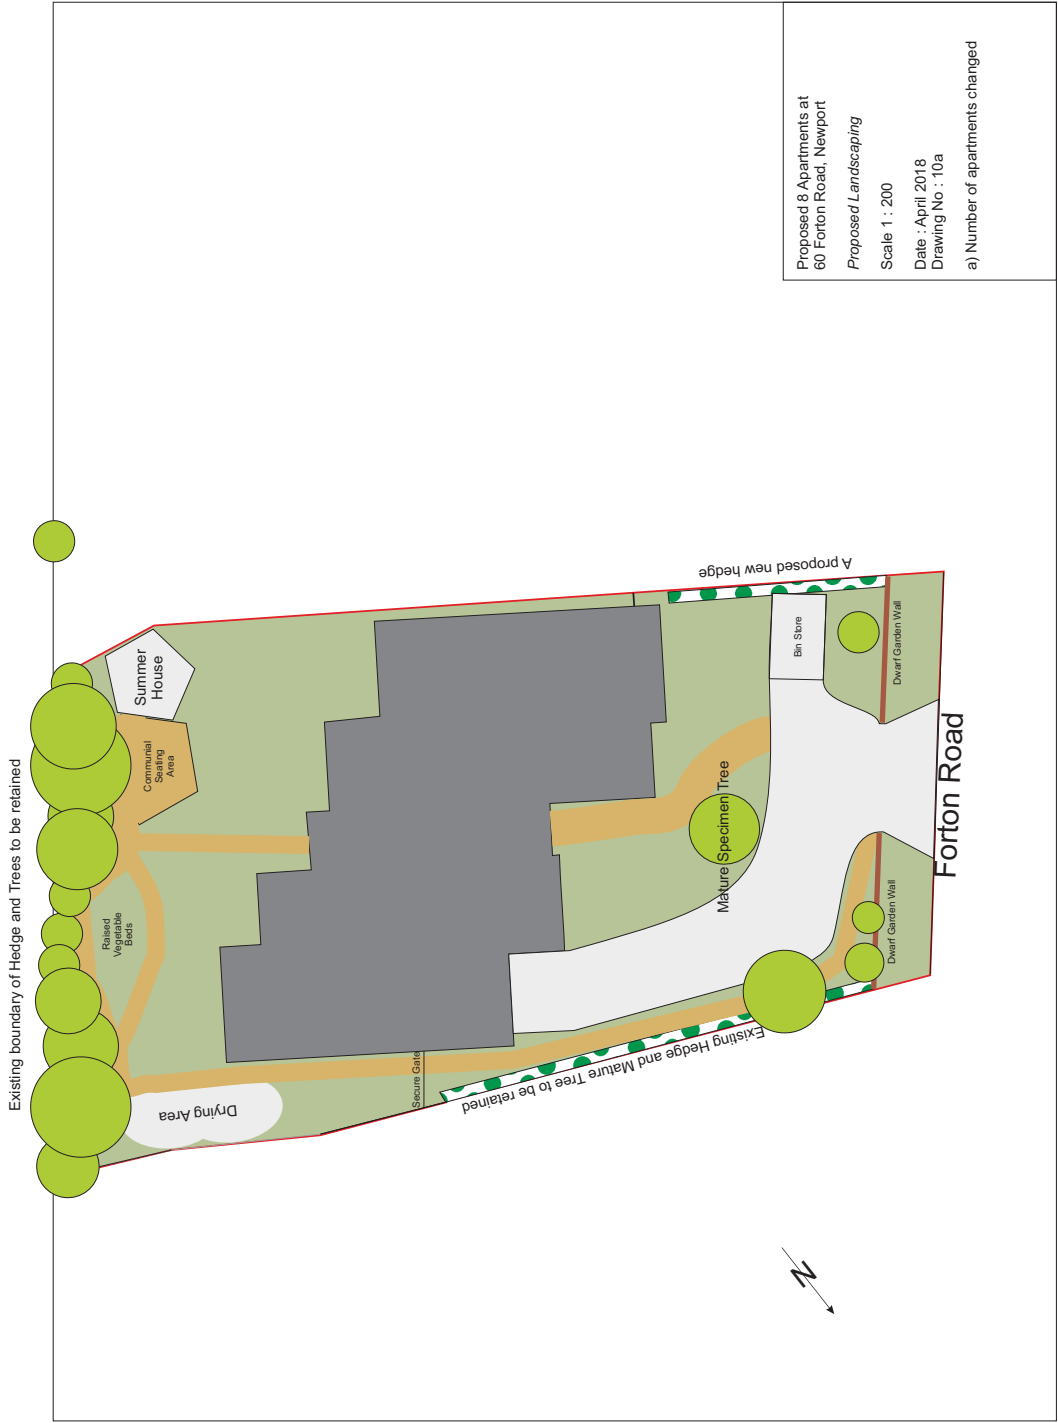 Existing boundary of Hedge and Trees to be retained
Summer
House
Communial
Seating
Area
Raised
Vegetable
Beds
Drying Area
Secure Gate
Existing Hedge and Mature Tree to be retained
Mature Specimen Tree
A proposed new hedge
Bin Store
Dwarf Garden Wall
Dwarf Garden Wall
Forton Road
N
Proposed 8 Apartments at
60 Forton Road, Newport
Proposed Landscaping
Scale 1 : 200
Date : April 2018
Drawing No : 10a
a) Number of apartments changed